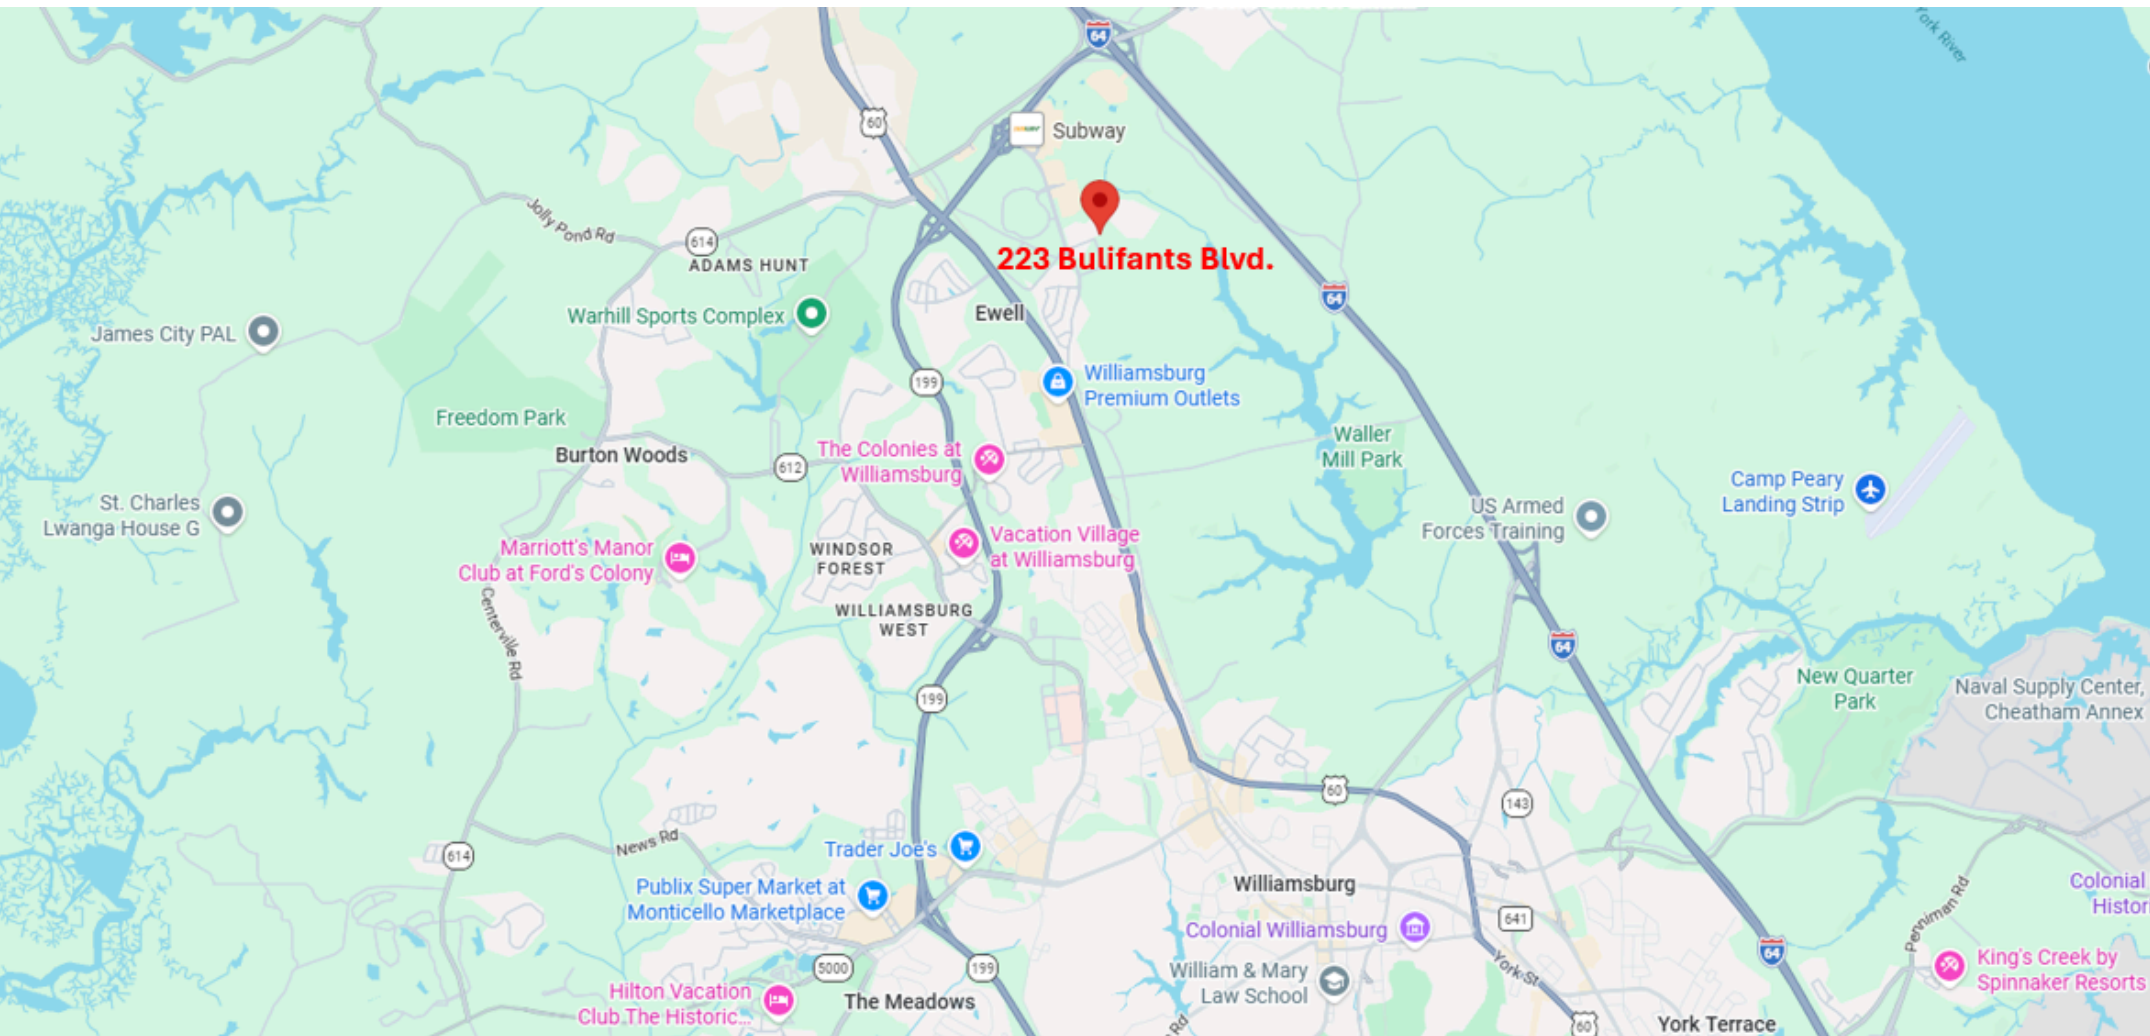 64
York River
60
Subway
Jolly Pond Rd
614
ADAMS HUNT
223 Bulifants Blvd.
64
Warhill Sports Complex
Ewell
James City PAL
199
Williamsburg
Premium Outlets
Freedom Park
Burton Woods
612
The Colonies at
Williamsburg
Waller
Mill Park
Camp Peary
Landing Strip
St. Charles
Lwanga House G
US Armed
Forces Training
Marriott's Manor
Club at Ford's Colony
WINDSOR
FOREST
Vacation Village
at Williamsburg
Centerville Rd
WILLIAMSBURG
WEST
64
199
New Quarter
Park
Naval Supply Center,
Cheatham Annex
60
143
News Rd
614
Trader Joe's
Publix Super Market at
Monticello Marketplace
Williamsburg
641
Colonial
Histor
Colonial Williamsburg
Penniman Rd
64
5000
199
William & Mary
Law School
York St
King's Creek by
Spinnaker Resorts
Hilton Vacation
Club The Historic...
The Meadows
Rd
60
York Terrace